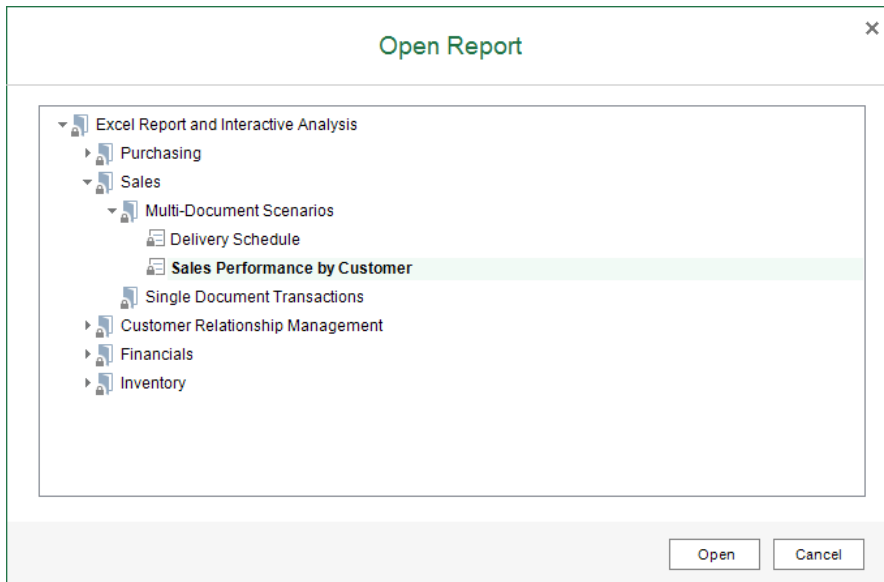 Open Report
Excel Report and Interactive Analysis
Purchasing
Sales
Multi-Document Scenarios
Delivery Schedule
Sales Performance by Customer
Single Document Transactions
Customer Relationship Management
Financials
Inventory
Open
Cancel